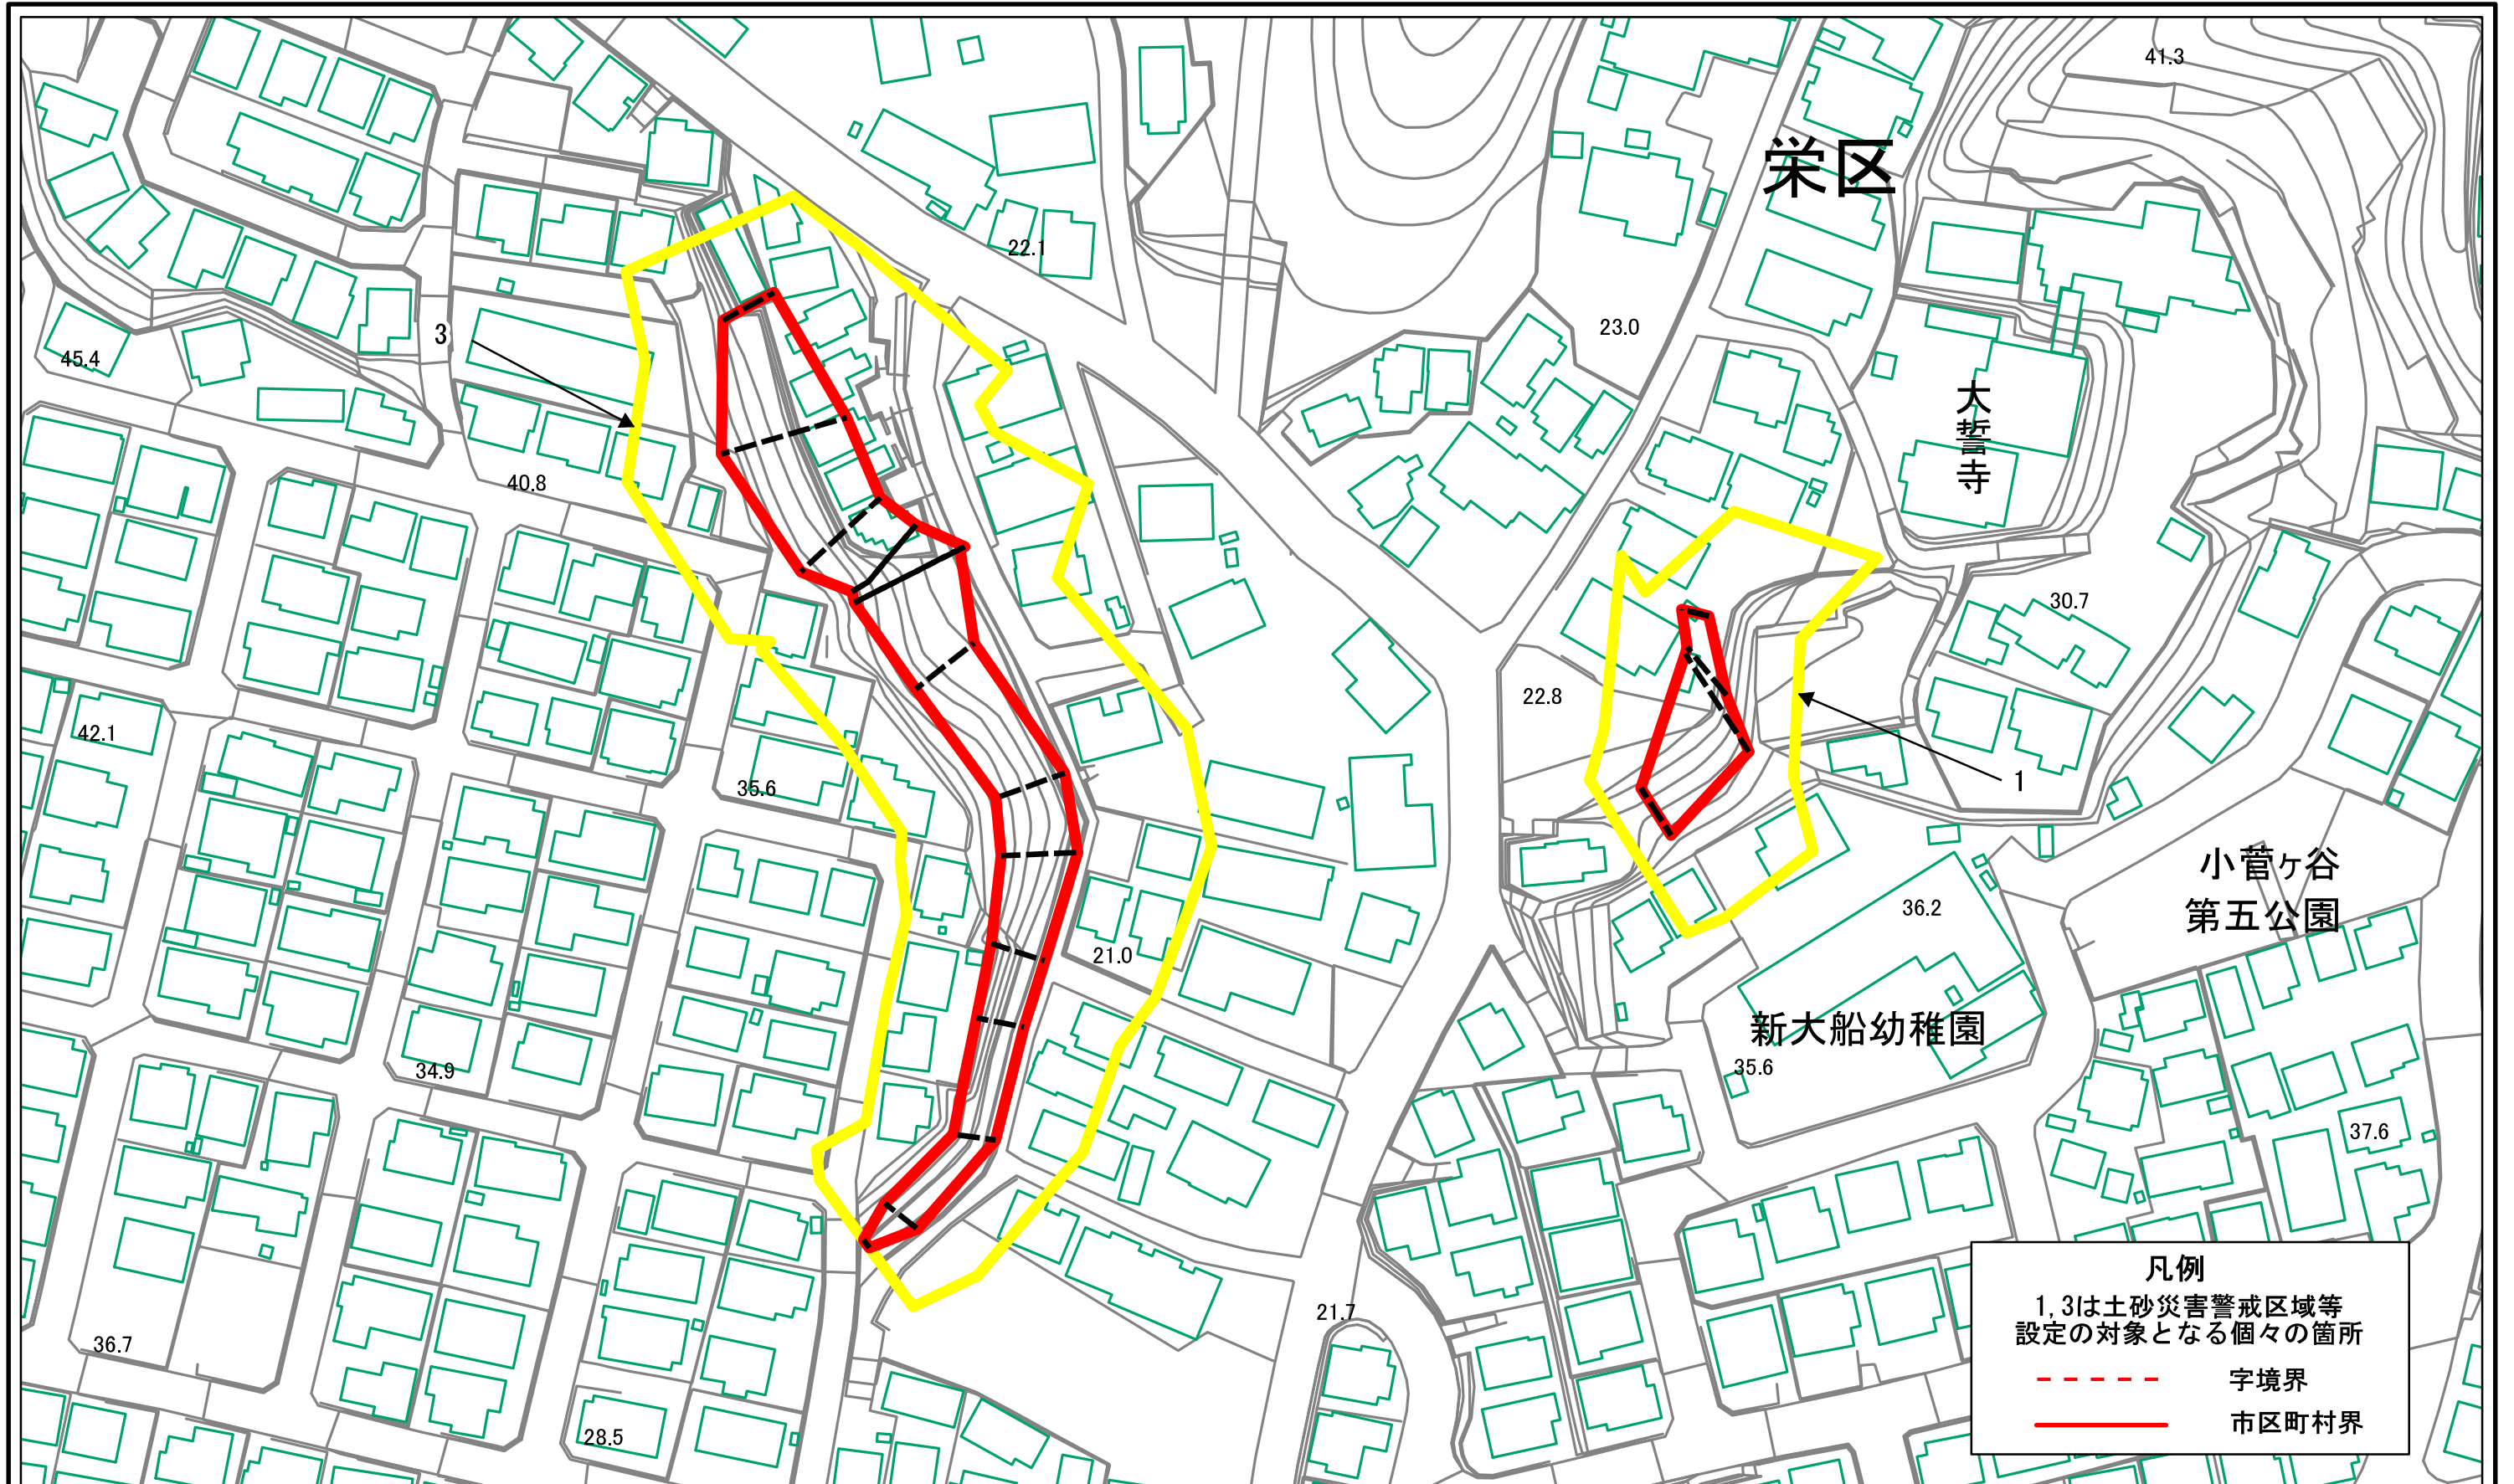 41.3
栄区
22.1
23.0
3
45.4
大誓寺
40.8
30.7
22.8
42.1
35.6
1
小菅ヶ谷
第五公園
36.2
21.0
新大船幼稚園
35.6
34.9
37.6
21.7
36.7
28.5
凡例
1,3は土砂災害警戒区域等
設定の対象となる個々の箇所
字境界
市区町村界